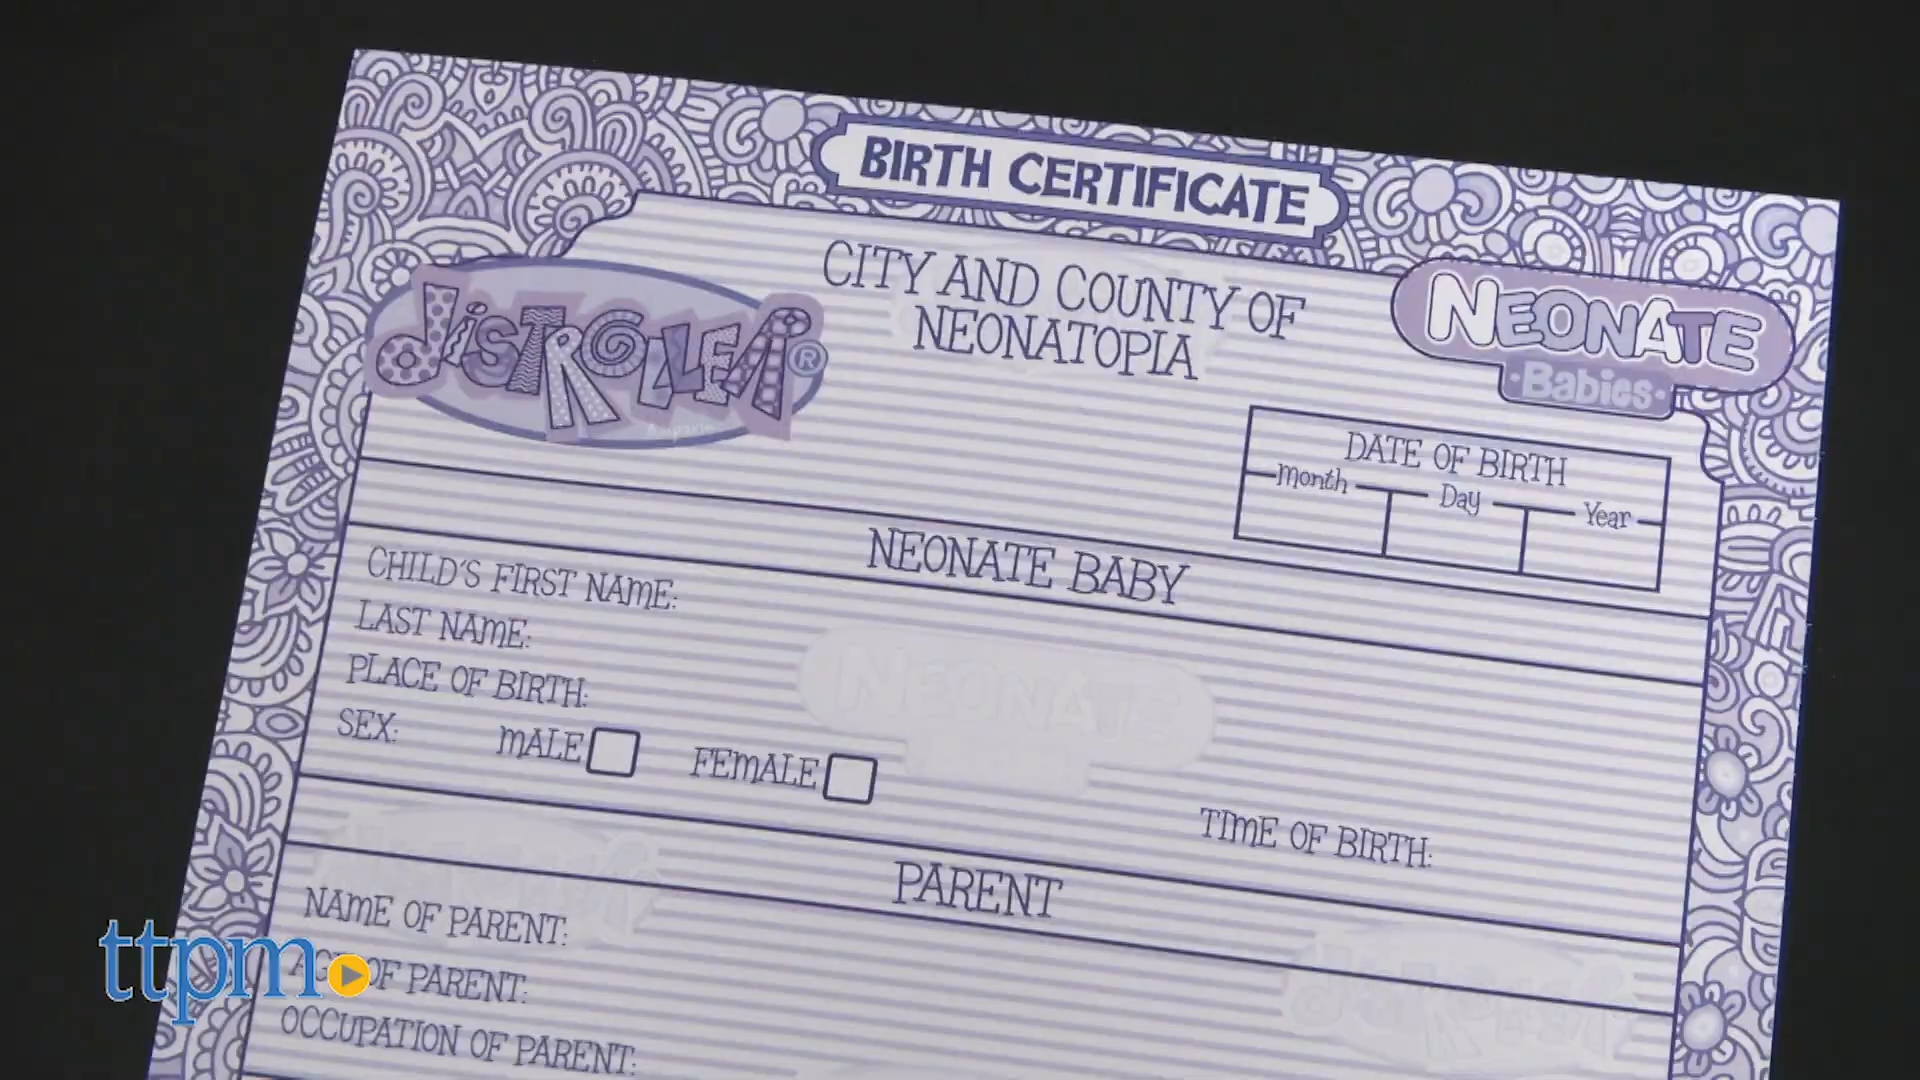 BIRTH CERTIFICATE
CITY AND COUNTY OF
NEONATOPIA
distroller®
NEONATE
·Babies·
DATE OF BIRTH
Month Day Year
NEONATE BABY
CHILD'S FIRST NAME:
LAST NAME:
PLACE OF BIRTH:
SEX: MALE FEMALE
TIME OF BIRTH:
PARENT
NAME OF PARENT:
AGE OF PARENT:
OCCUPATION OF PARENT:
NEONATE
ttpm